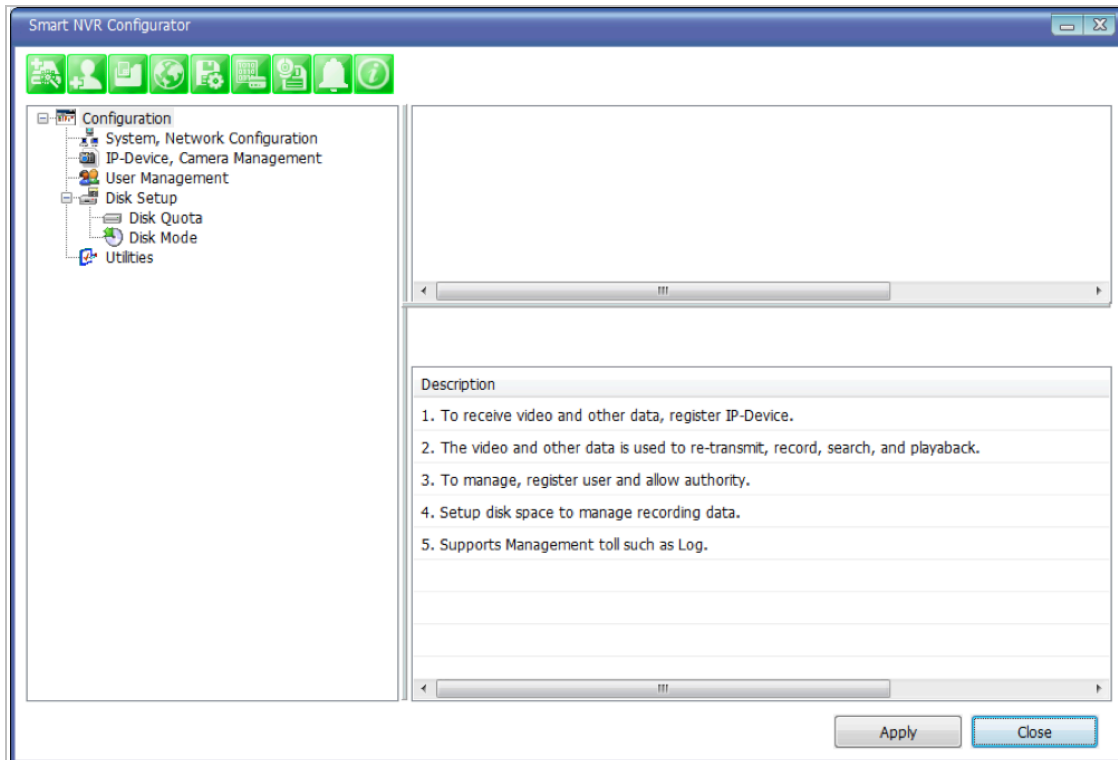 Smart NVR Configurator
Configuration
System, Network Configuration
IP-Device, Camera Management
User Management
Disk Setup
Disk Quota
Disk Mode
Utilities
Description
1. To receive video and other data, register IP-Device.
2. The video and other data is used to re-transmit, record, search, and playaback.
3. To manage, register user and allow authority.
4. Setup disk space to manage recording data.
5. Supports Management toll such as Log.
Apply
Close